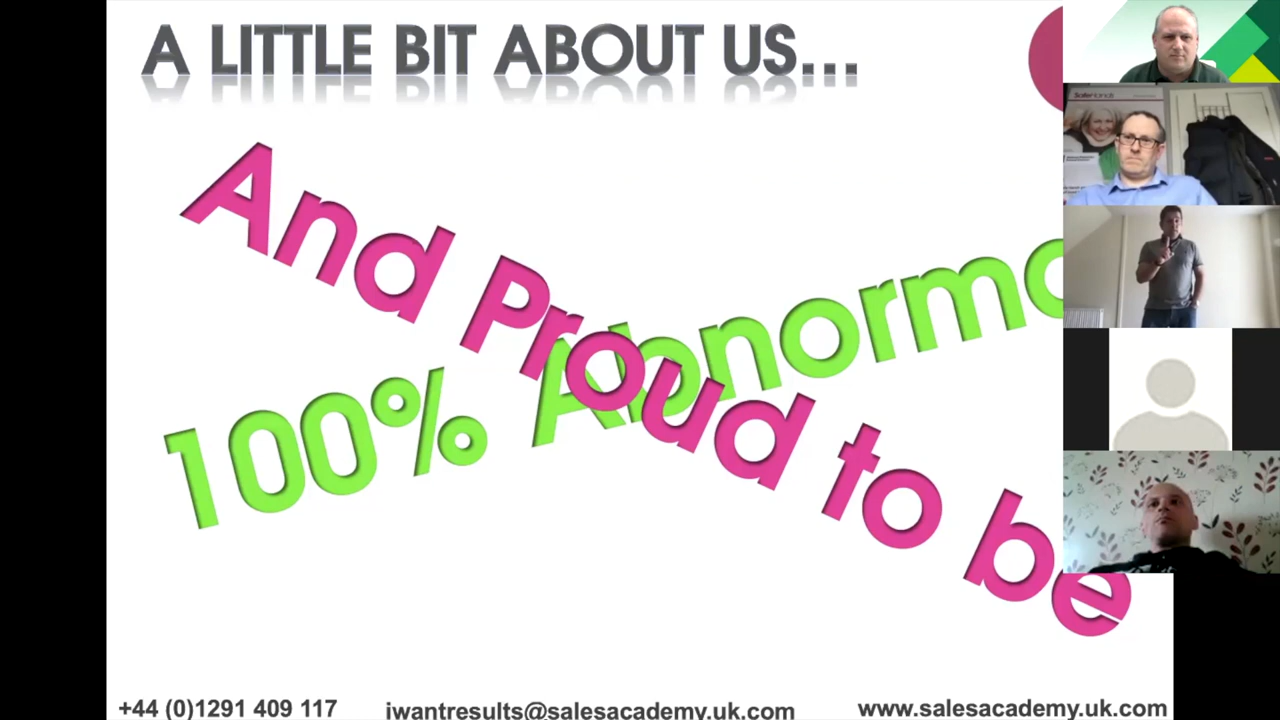 A LITTLE BIT ABOUT US...
And Proud to be
100% Abnorma
SafeHands
+44 (0)1291 409 117
iwantresults@salesacademy.uk.com
www.salesacademy.uk.com